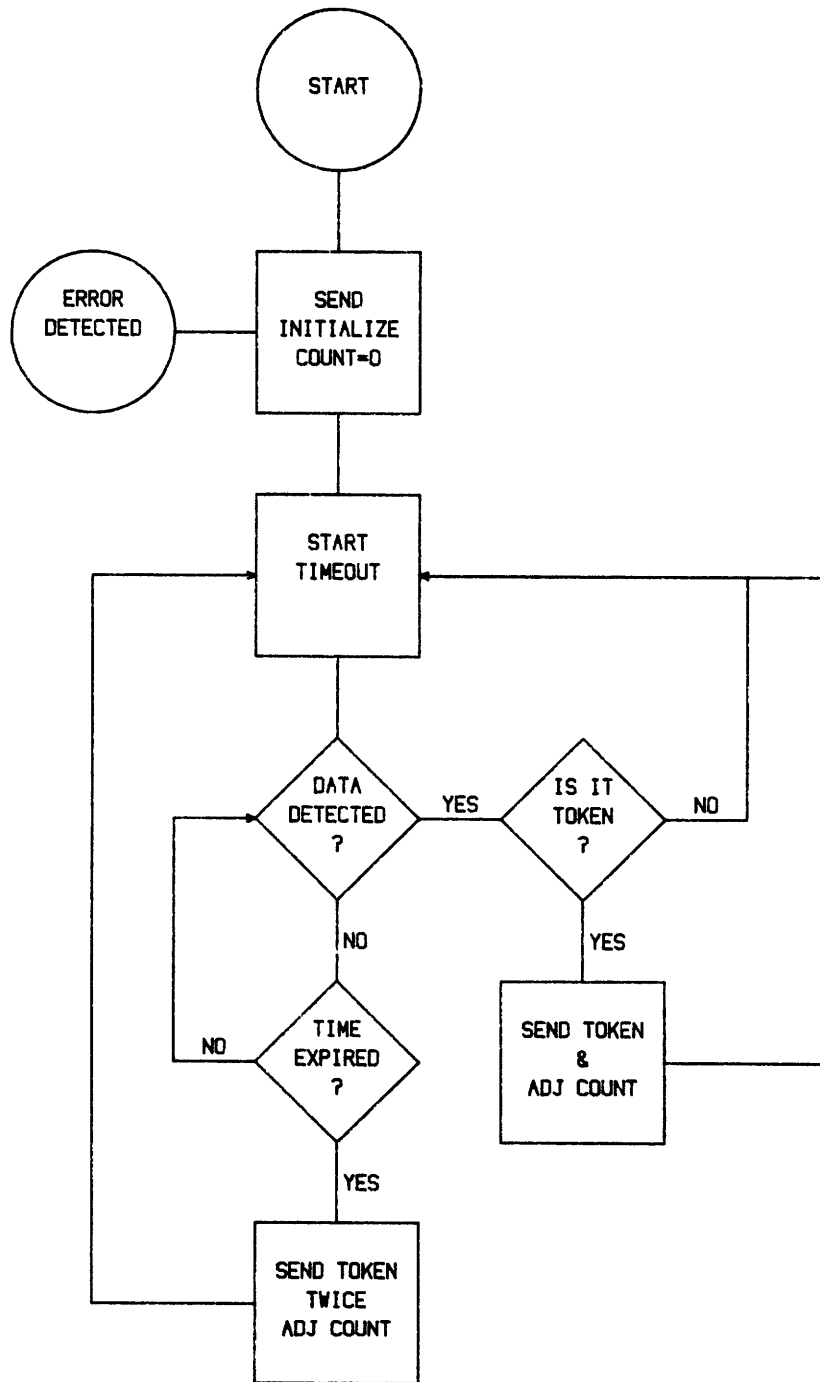 START
ERROR
DETECTED
SEND
INITIALIZE
COUNT=0
START
TIMEOUT
DATA
DETECTED
?
YES
IS IT
TOKEN
?
NO
NO
YES
TIME
EXPIRED
?
NO
SEND TOKEN
&
ADJ COUNT
YES
SEND TOKEN
TWICE
ADJ COUNT